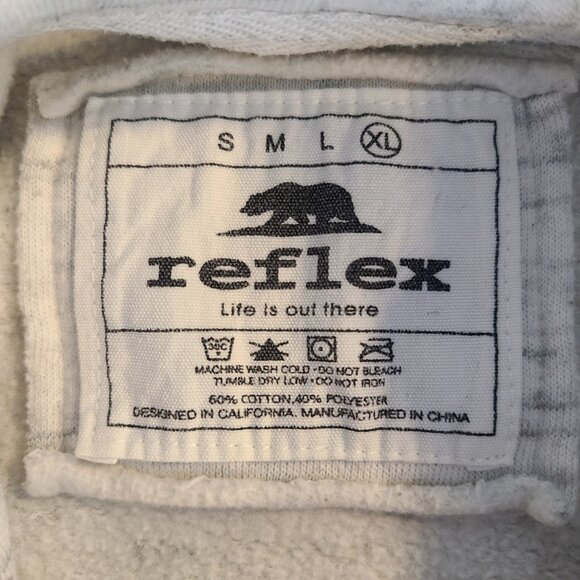 S M L XL
reflex
Life is out there
30C
MACHINE WASH COLD • DO NOT BLEACH
TUMBLE DRY LOW • DO NOT IRON
60% COTTON, 40% POLYESTER
DESIGNED IN CALIFORNIA. MANUFACTURED IN CHINA